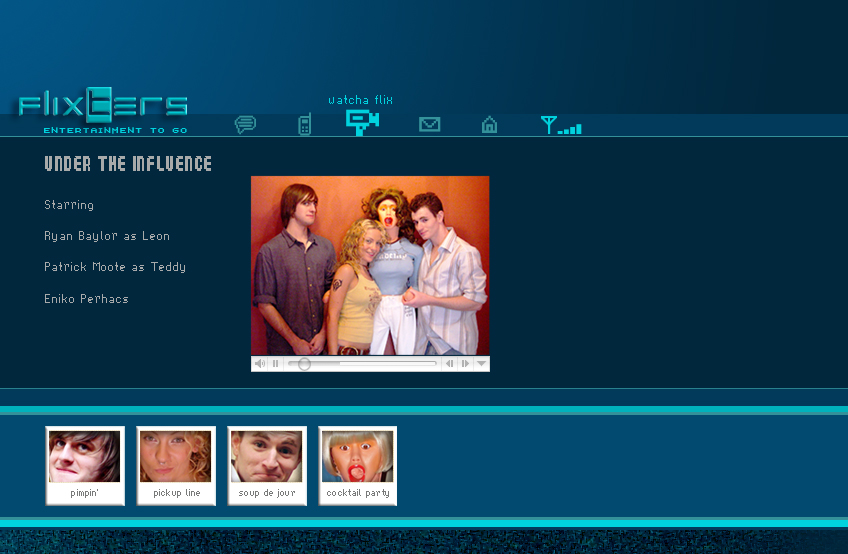 watcha flix
flixters
ENTERTAINMENT TO GO
UNDER THE INFLUENCE
Starring
Ryan Baylor as Leon
Patrick Moote as Teddy
Eniko Perhacs
pimpin'
pickup line
soup de jour
cocktail party